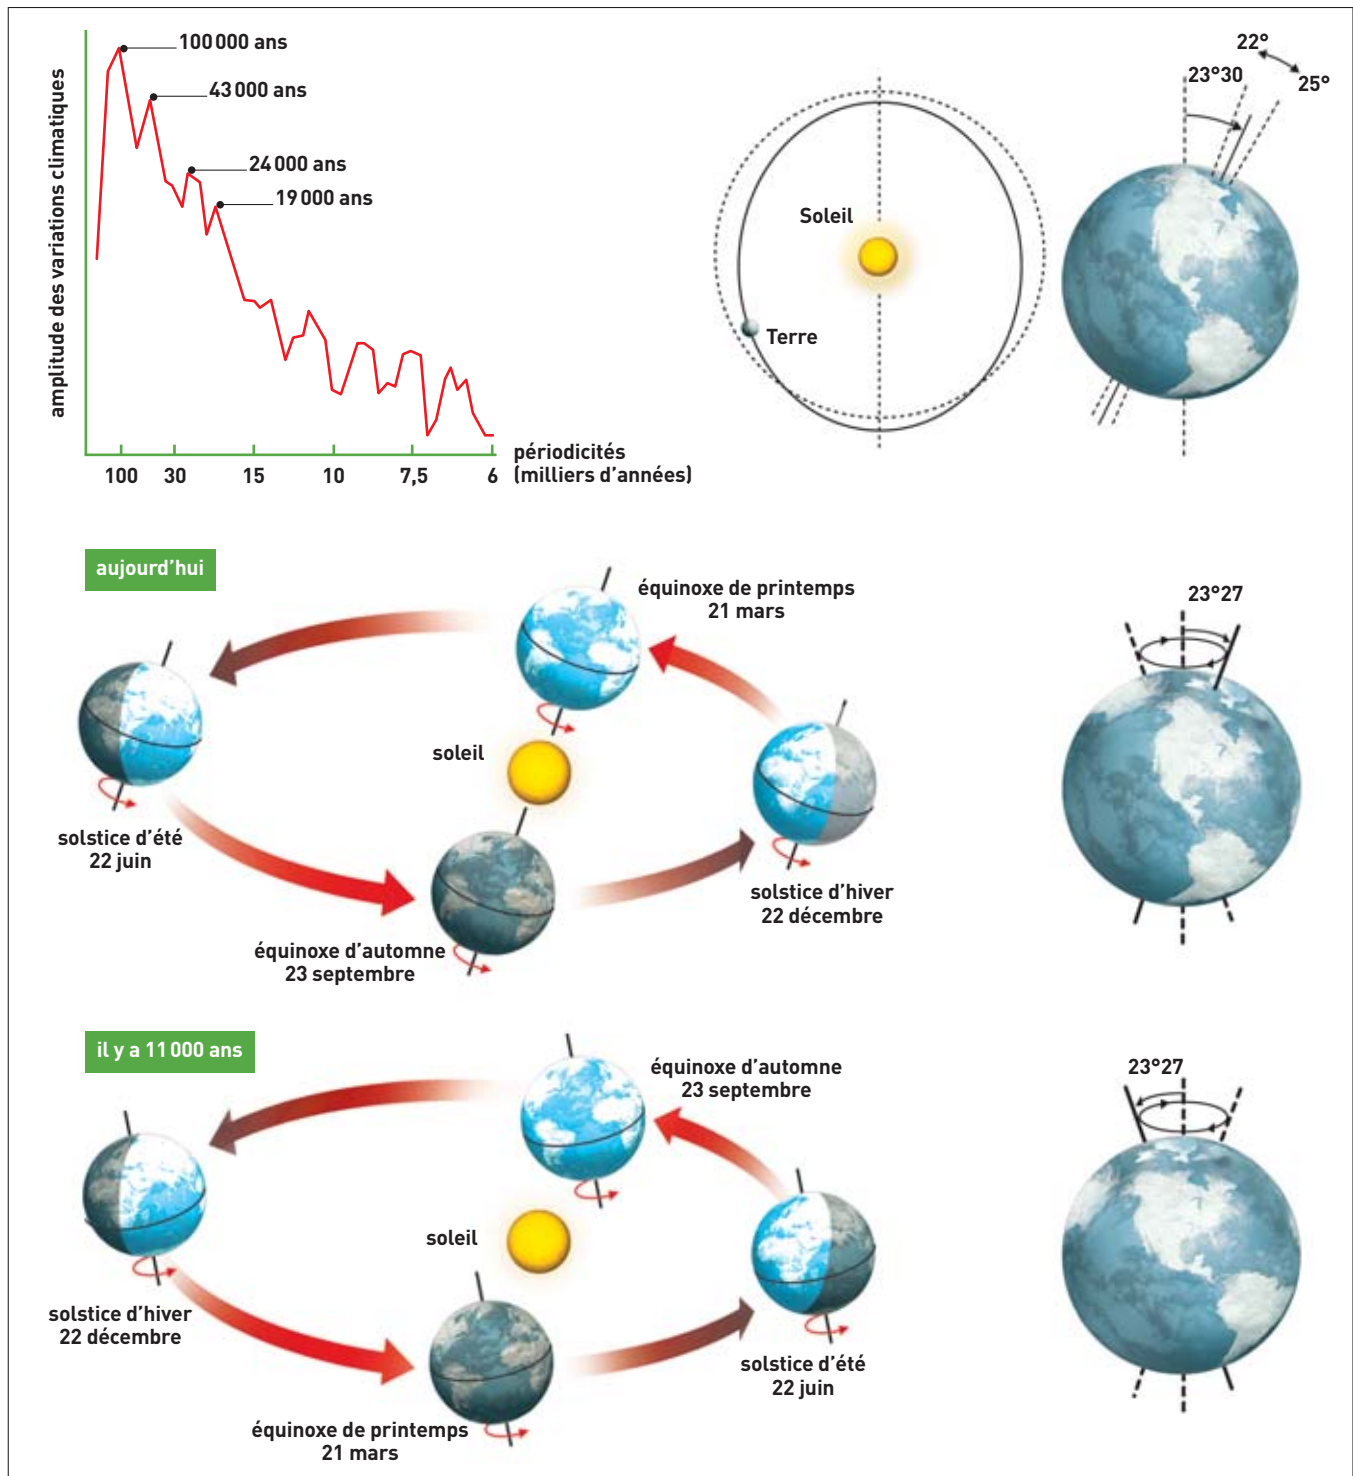 amplitude des variations climatiques
100 000 ans
43 000 ans
24 000 ans
19 000 ans
100 30 15 10 7,5 6
périodicités
(milliers d'années)
Soleil
Terre
22°
23°30
25°
aujourd'hui
équinoxe de printemps
21 mars
soleil
solstice d'été
22 juin
solstice d'hiver
22 décembre
équinoxe d'automne
23 septembre
23°27
il y a 11 000 ans
équinoxe d'automne
23 septembre
soleil
solstice d'hiver
22 décembre
solstice d'été
22 juin
équinoxe de printemps
21 mars
23°27